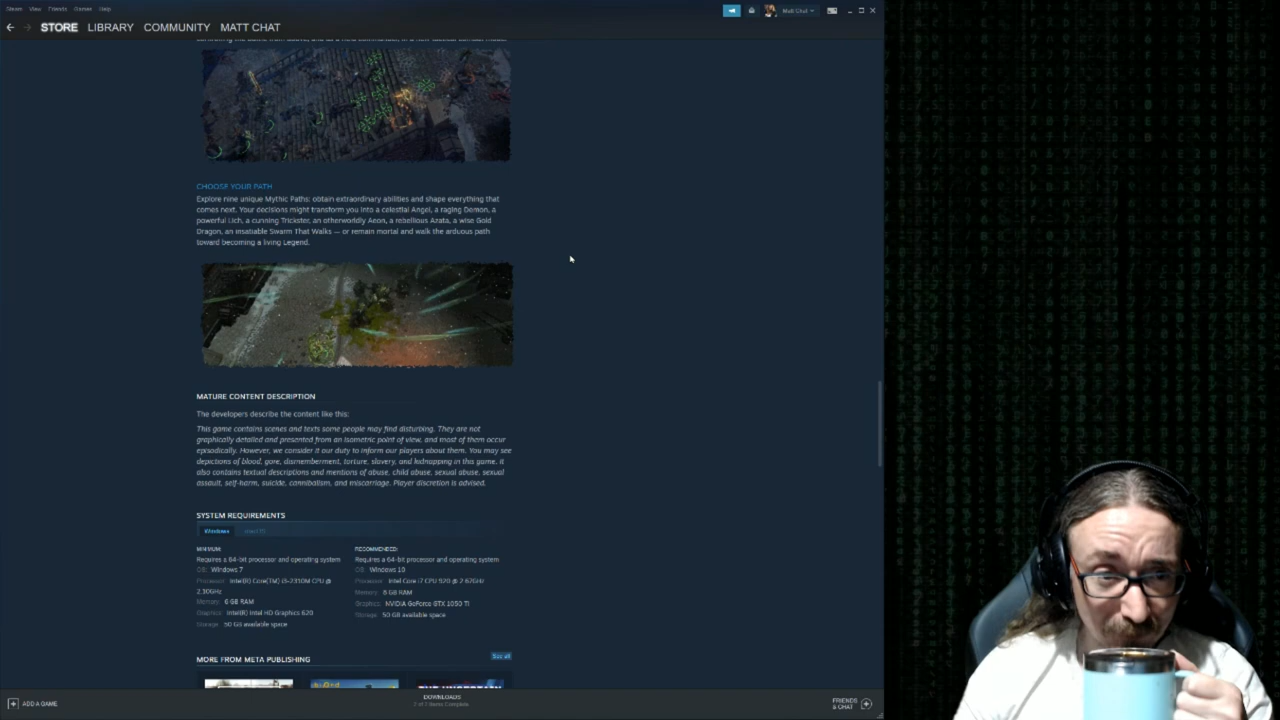 Steam View Friends Games Help
Matt Chat
STORE LIBRARY COMMUNITY MATT CHAT
CHOOSE YOUR PATH
Explore nine unique Mythic Paths: obtain extraordinary abilities and shape everything that
comes next. Your decisions might transform you into a celestial Angel, a raging Demon, a
powerful Lich, a cunning Trickster, an otherworldly Aeon, a rebellious Azata, a wise Gold
Dragon, an insatiable Swarm That Walks — or remain mortal and walk the arduous path
toward becoming a living Legend.
MATURE CONTENT DESCRIPTION
The developers describe the content like this:
This game contains scenes and texts some people may find disturbing. They are not
graphically detailed and presented from an isometric point of view, and most of them occur
episodically. However, we consider it our duty to inform our players about them. You may see
depictions of blood, gore, dismemberment, torture, slavery, and kidnapping in this game, it
also contains textual descriptions and mentions of abuse, child abuse, sexual abuse, sexual
assault, self-harm, suicide, cannibalism, and miscarriage. Player discretion is advised.
SYSTEM REQUIREMENTS
Windows macOS
MINIMUM:
Requires a 64-bit processor and operating system
OS: Windows 7
Processor: Intel(R) Core(TM) i3-2310M CPU @
2.10GHz
Memory: 6 GB RAM
Graphics: Intel(R) Intel HD Graphics 620
Storage: 50 GB available space
RECOMMENDED:
Requires a 64-bit processor and operating system
OS: Windows 10
Processor: Intel Core i7 CPU 920 @ 2.67GHz
Memory: 8 GB RAM
Graphics: NVIDIA GeForce GTX 1050 Ti
Storage: 50 GB available space
MORE FROM META PUBLISHING
See all
ADD A GAME
DOWNLOADS
2 of 2 Items Complete
FRIENDS
& CHAT